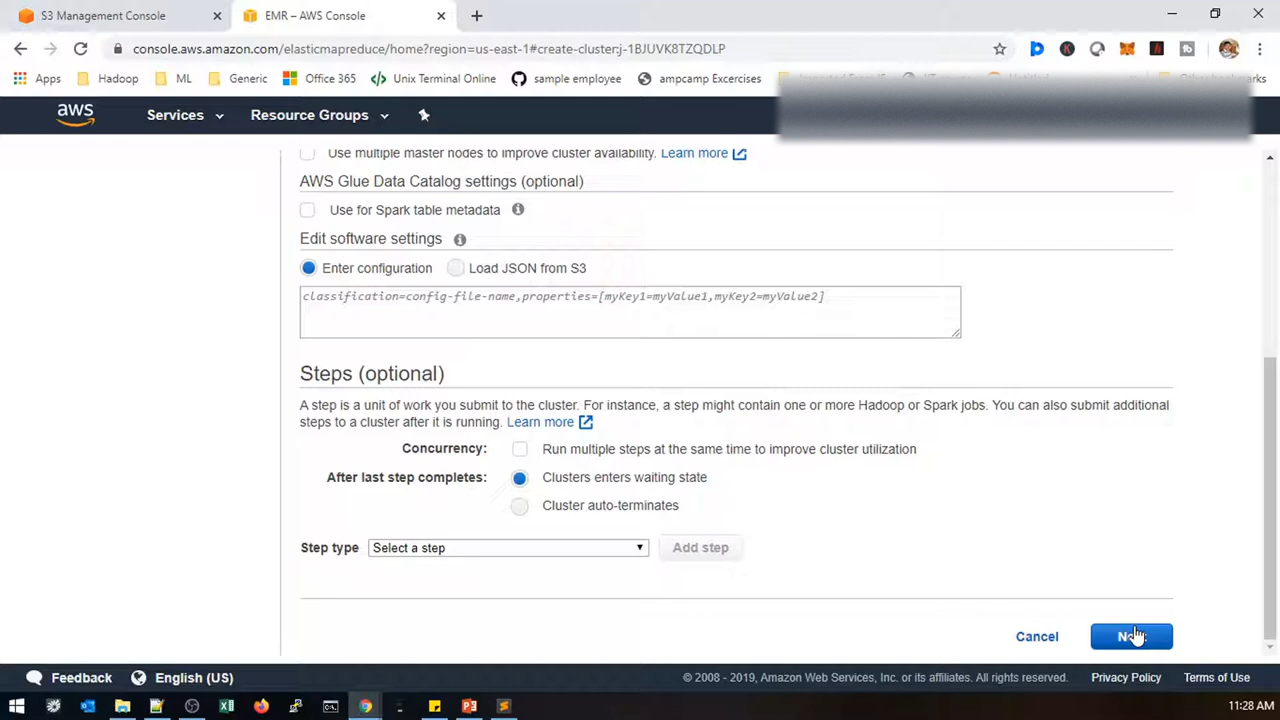 S3 Management Console
EMR – AWS Console
console.aws.amazon.com/elasticmapreduce/home?region=us-east-1#create-clusterj-1BJUVK8TZQDLP
Apps Hadoop ML Generic Office 365 Unix Terminal Online sample employee ampcamp Excercises
aws Services Resource Groups
Use multiple master nodes to improve cluster availability. Learn more
AWS Glue Data Catalog settings (optional)
Use for Spark table metadata
Edit software settings
Enter configuration Load JSON from S3
classification=config-file-name,properties=[myKey1=myValue1,myKey2=myValue2]
Steps (optional)
A step is a unit of work you submit to the cluster. For instance, a step might contain one or more Hadoop or Spark jobs. You can also submit additional
steps to a cluster after it is running. Learn more
Concurrency: Run multiple steps at the same time to improve cluster utilization
After last step completes: Clusters enters waiting state
Cluster auto-terminates
Step type Select a step Add step
Cancel
Feedback English (US) © 2008 - 2019, Amazon Web Services, Inc. or its affiliates. All rights reserved. Privacy Policy Terms of Use
11:28 AM